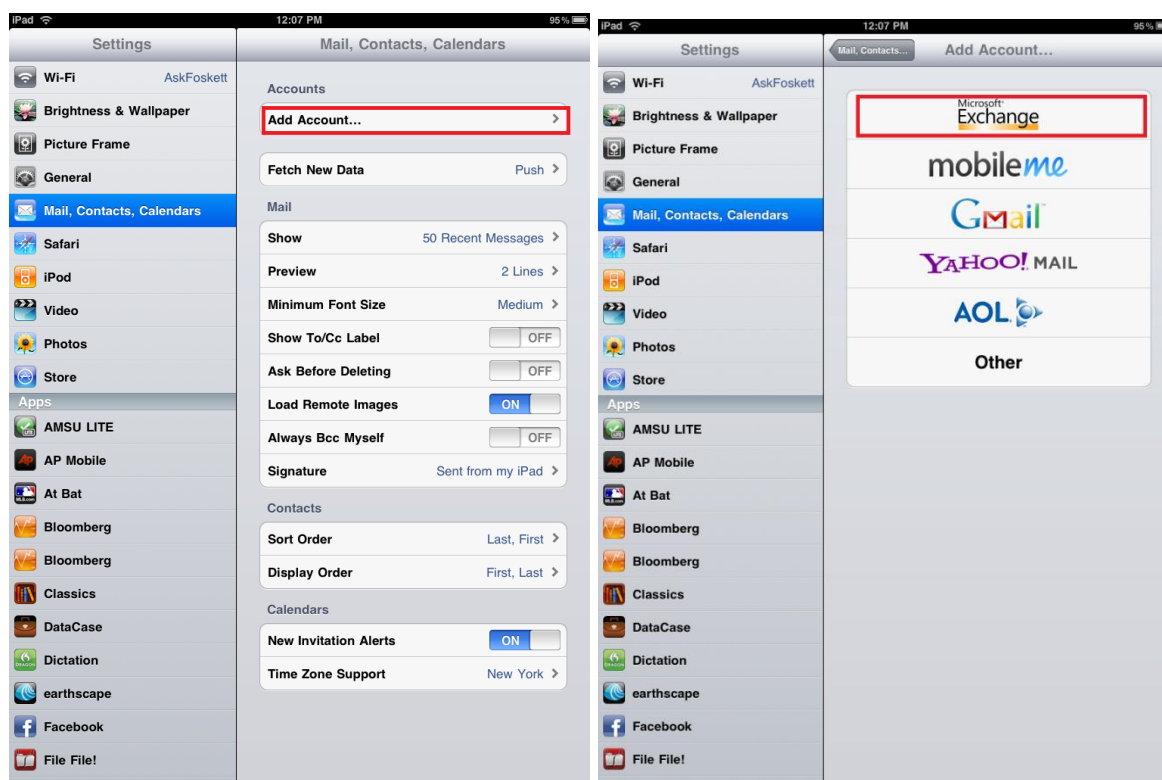 iPad 12:07 PM 95%
Settings
Wi-Fi AskFoskett
Brightness & Wallpaper
Picture Frame
General
Mail, Contacts, Calendars
Safari
iPod
Video
Photos
Store
Apps
AMSU LITE
AP Mobile
At Bat
Bloomberg
Bloomberg
Classics
DataCase
Dictation
earthscape
Facebook
File File!
Mail, Contacts, Calendars
Accounts
Add Account...
Fetch New Data Push
Mail
Show 50 Recent Messages
Preview 2 Lines
Minimum Font Size Medium
Show To/Cc Label OFF
Ask Before Deleting OFF
Load Remote Images ON
Always Bcc Myself OFF
Signature Sent from my iPad
Contacts
Sort Order Last, First
Display Order First, Last
Calendars
New Invitation Alerts ON
Time Zone Support New York
iPad 12:07 PM 95%
Settings
Wi-Fi AskFoskett
Brightness & Wallpaper
Picture Frame
General
Mail, Contacts, Calendars
Safari
iPod
Video
Photos
Store
Apps
AMSU LITE
AP Mobile
At Bat
Bloomberg
Bloomberg
Classics
DataCase
Dictation
earthscape
Facebook
File File!
Mail, Contacts... Add Account...
Microsoft
Exchange
mobileme
Gmail
YAHOO! MAIL
AOL
Other